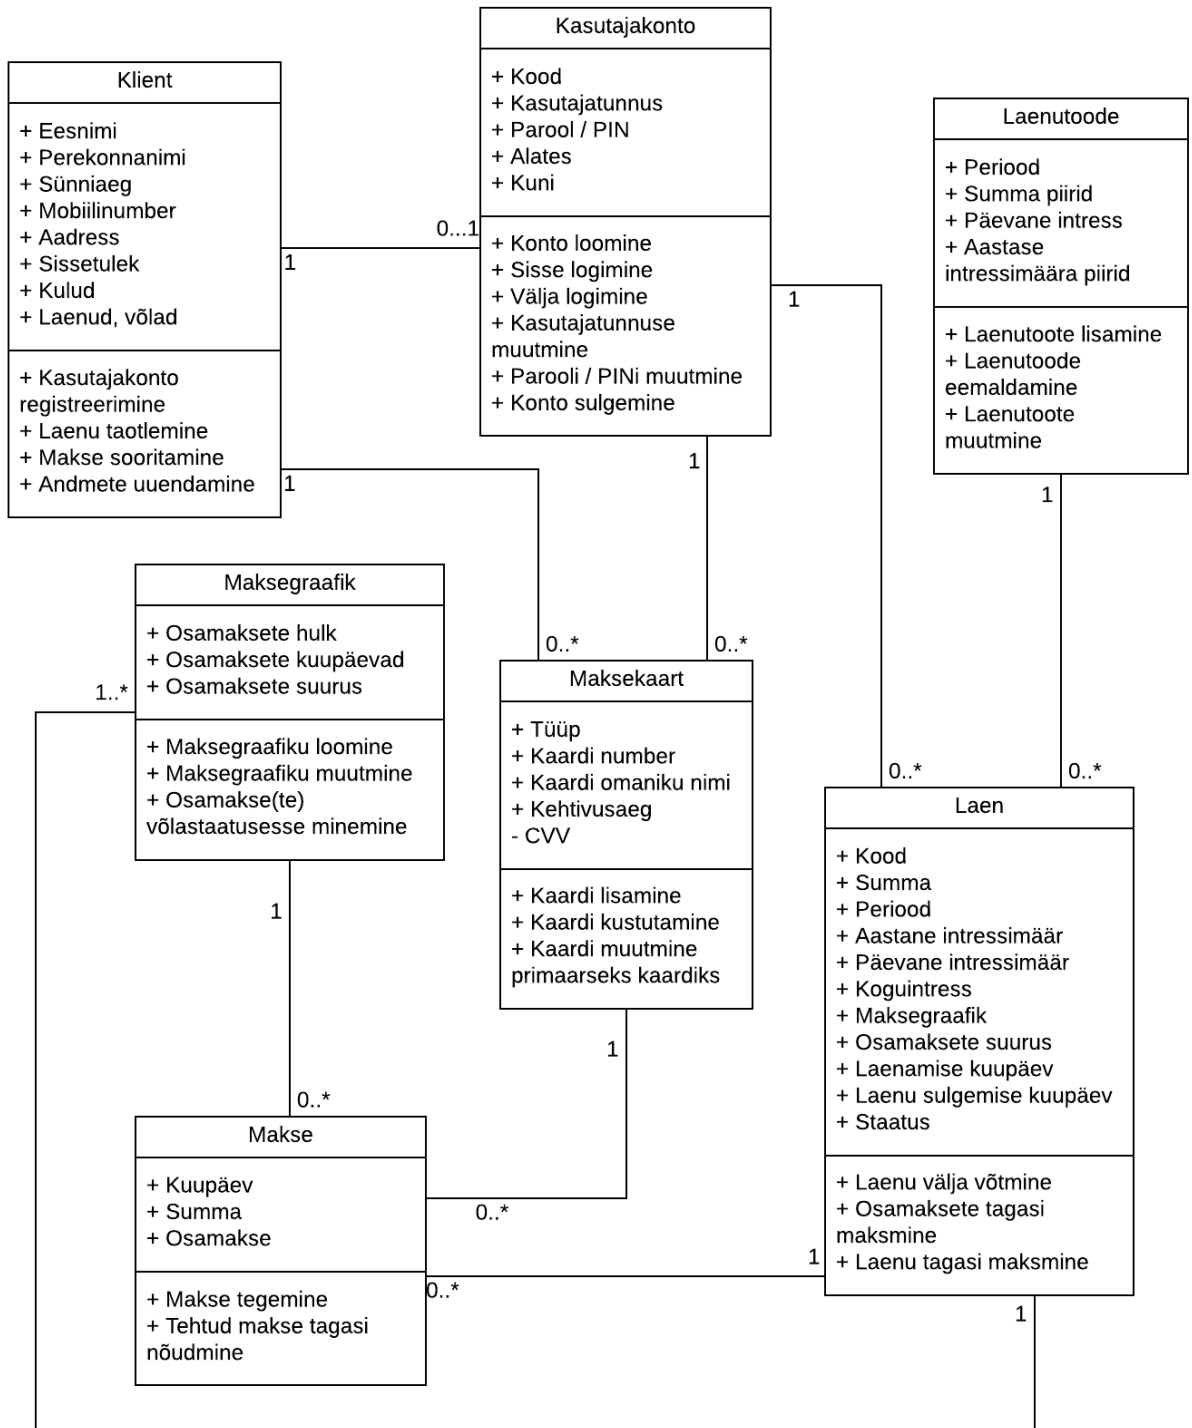 Kasutajakonto
+ Kood
+ Kasutajatunnus
+ Parool / PIN
+ Alates
+ Kuni
+ Konto loomine
+ Sisse logimine
+ Välja logimine
+ Kasutajatunnuse
muutmine
+ Parooli / PINi muutmine
+ Konto sulgemine
Klient
+ Eesnimi
+ Perekonnanimi
+ Sünniaeg
+ Mobiilinumber
+ Aadress
+ Sissetulek
+ Kulud
+ Laenud, võlad
+ Kasutajakonto
registreerimine
+ Laenu taotlemine
+ Makse sooritamine
+ Andmete uuendamine
Laenutoode
+ Periood
+ Summa piirid
+ Päevane intress
+ Aastase
intressimäära piirid
+ Laenutoote lisamine
+ Laenutoode
eemaldamine
+ Laenutoote
muutmine
0...1
1
1
1
1
1
Maksegraafik
+ Osamaksete hulk
+ Osamaksete kuupäevad
+ Osamaksete suurus
+ Maksegraafiku loomine
+ Maksegraafiku muutmine
+ Osamakse(te)
võlastaatusesse minemine
1..*
0..*
0..*
Maksekaart
+ Tüüp
+ Kaardi number
+ Kaardi omaniku nimi
+ Kehtivusaeg
- CVV
+ Kaardi lisamine
+ Kaardi kustutamine
+ Kaardi muutmine
primaarseks kaardiks
0..*
0..*
Laen
+ Kood
+ Summa
+ Periood
+ Aastane intressimäär
+ Päevane intressimäär
+ Koguintress
+ Maksegraafik
+ Osamaksete suurus
+ Laenamise kuupäev
+ Laenu sulgemise kuupäev
+ Staatus
+ Laenu välja võtmine
+ Osamaksete tagasi
maksmine
+ Laenu tagasi maksmine
1
1
0..*
Makse
+ Kuupäev
+ Summa
+ Osamakse
+ Makse tegemine
+ Tehtud makse tagasi
nõudmine
0..*
1
0..*
1